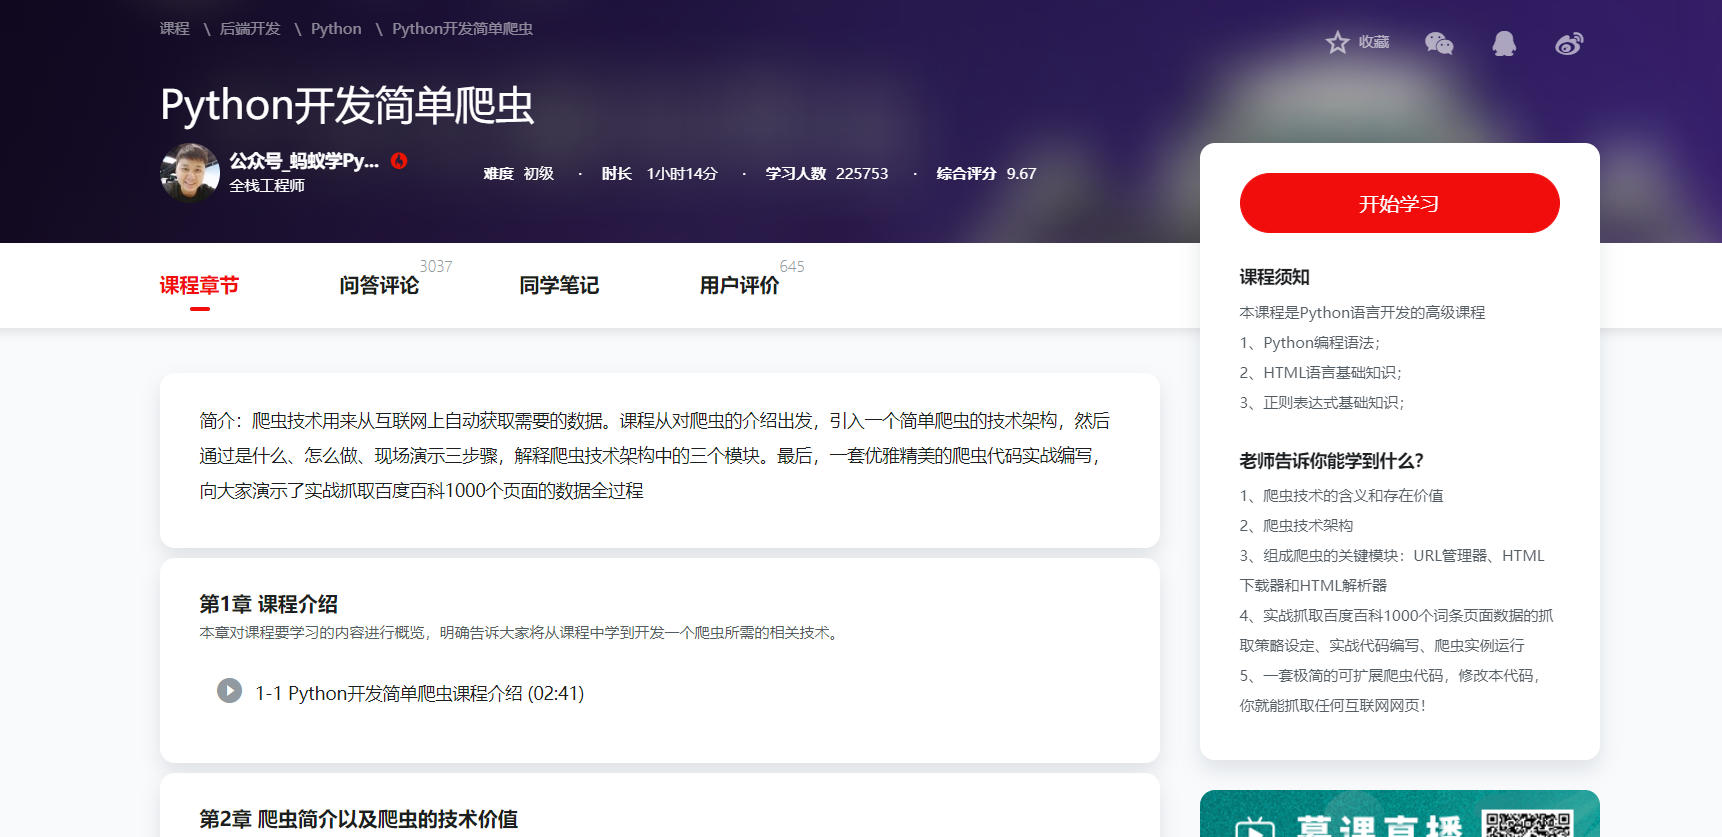 课程 \ 后端开发 \ Python \ Python开发简单爬虫
收藏
Python开发简单爬虫
公众号_蚂蚁学Py...
全栈工程师
难度 初级 · 时长 1小时14分 · 学习人数 225753 · 综合评分 9.67
开始学习
课程章节
问答评论 3037
同学笔记
用户评价 645
课程须知
本课程是Python语言开发的高级课程
1、Python编程语法；
2、HTML语言基础知识；
3、正则表达式基础知识；
老师告诉你能学到什么？
1、爬虫技术的含义和存在价值
2、爬虫技术架构
3、组成爬虫的关键模块：URL管理器、HTML
下载器和HTML解析器
4、实战抓取百度百科1000个词条页面数据的抓
取策略设定、实战代码编写、爬虫实例运行
5、一套极简的可扩展爬虫代码，修改本代码，
你就能抓取任何互联网网页！
简介：爬虫技术用来从互联网上自动获取需要的数据。课程从对爬虫的介绍出发，引入一个简单爬虫的技术架构，然后
通过是什么、怎么做、现场演示三步骤，解释爬虫技术架构中的三个模块。最后，一套优雅精美的爬虫代码实战编写，
向大家演示了实战抓取百度百科1000个页面的数据全过程
第1章 课程介绍
本章对课程要学习的内容进行概览，明确告诉大家将从课程中学到开发一个爬虫所需的相关技术。
1-1 Python开发简单爬虫课程介绍 (02:41)
第2章 爬虫简介以及爬虫的技术价值
慕课直播